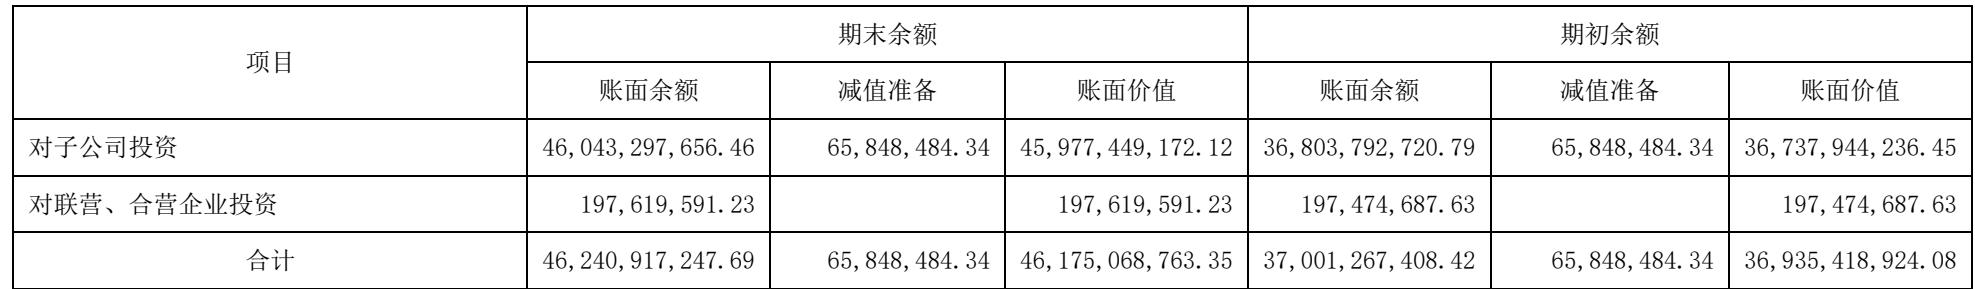 项目 期末余额 期初余额
账面余额 减值准备 账面价值 账面余额 减值准备 账面价值
对子公司投资 46,043,297,656.46 65,848,484.34 45,977,449,172.12 36,803,792,720.79 65,848,484.34 36,737,944,236.45
对联营、合营企业投资 197,619,591.23 197,619,591.23 197,474,687.63 197,474,687.63
合计 46,240,917,247.69 65,848,484.34 46,175,068,763.35 37,001,267,408.42 65,848,484.34 36,935,418,924.08